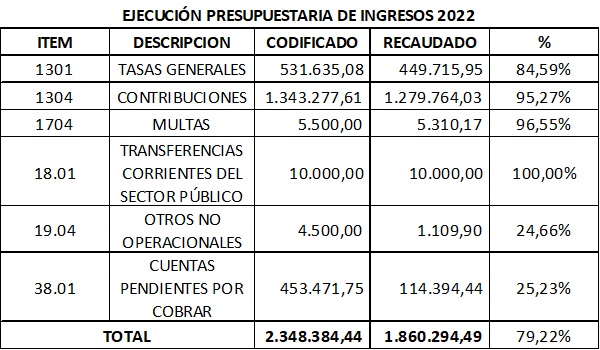 EJECUCIÓN PRESUPUESTARIA DE INGRESOS 2022
ITEM DESCRIPCION CODIFICADO RECAUDADO %
1301 TASAS GENERALES 531.635,08 449.715,95 84,59%
1304 CONTRIBUCIONES 1.343.277,61 1.279.764,03 95,27%
1704 MULTAS 5.500,00 5.310,17 96,55%
TRANSFERENCIAS
18.01 CORRIENTES DEL 10.000,00 10.000,00 100,00%
SECTOR PÚBLICO
19.04 OTROS NO 4.500,00 1.109,90 24,66%
OPERACIONALES
CUENTAS
38.01 PENDIENTES POR 453.471,75 114.394,44 25,23%
COBRAR
TOTAL 2.348.384,44 1.860.294,49 79,22%